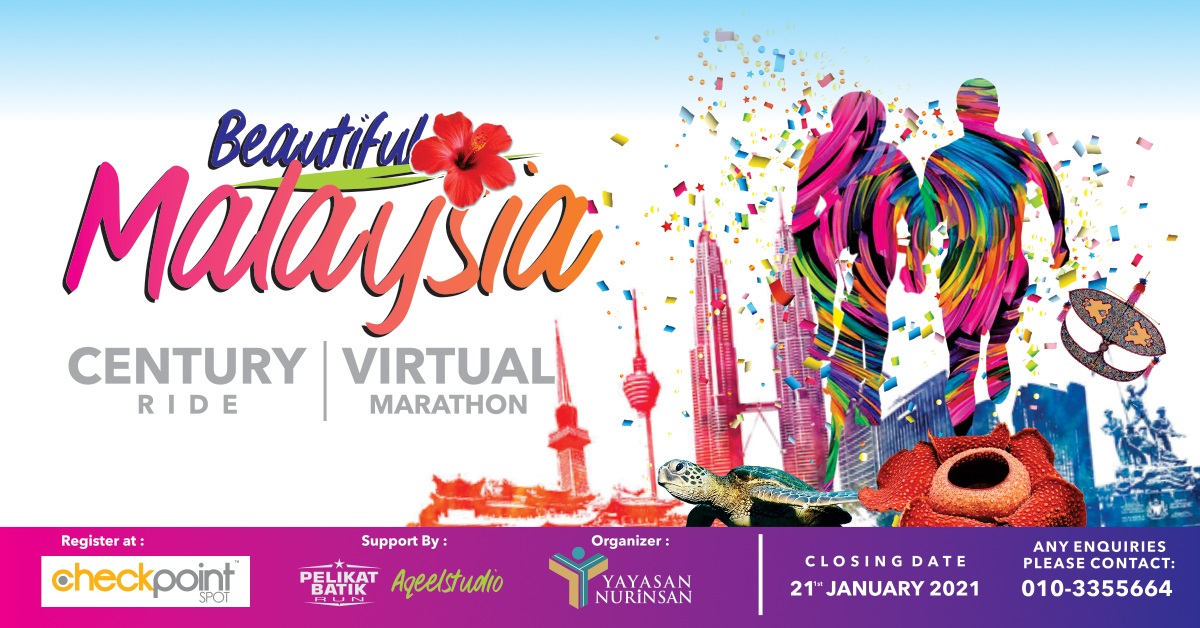 Beautiful
Malaysia
CENTURY
RIDE
VIRTUAL
MARATHON
Register at :
checkpoint™
SPOT
Support By :
PELIKAT
BATIK
RUN
Aqeelstudio
Organizer :
YAYASAN
NURINSAN
CLOSING DATE
21ˢᵗ JANUARY 2021
ANY ENQUIRIES
PLEASE CONTACT:
010-3355664